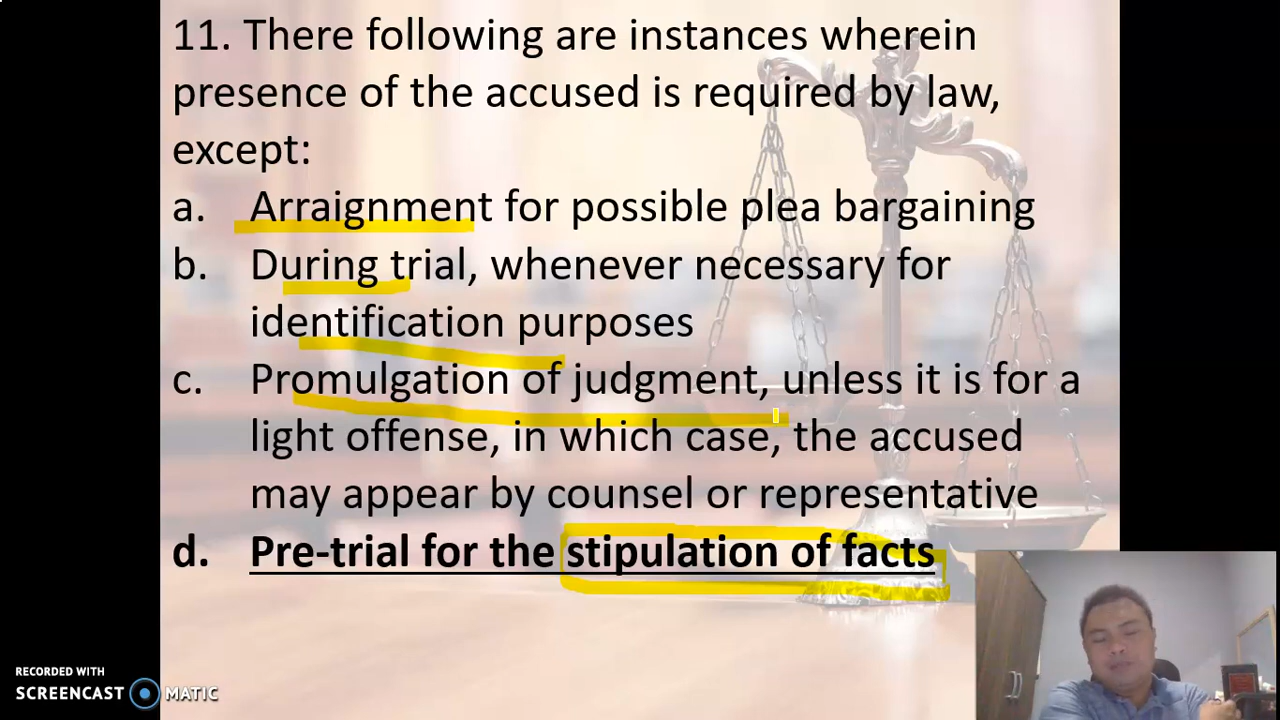 11. There following are instances wherein
presence of the accused is required by law,
except:
a. Arraignment for possible plea bargaining
b. During trial, whenever necessary for
identification purposes
c. Promulgation of judgment, unless it is for a
light offense, in which case, the accused
may appear by counsel or representative
d. Pre-trial for the stipulation of facts
RECORDED WITH
SCREENCAST MATIC